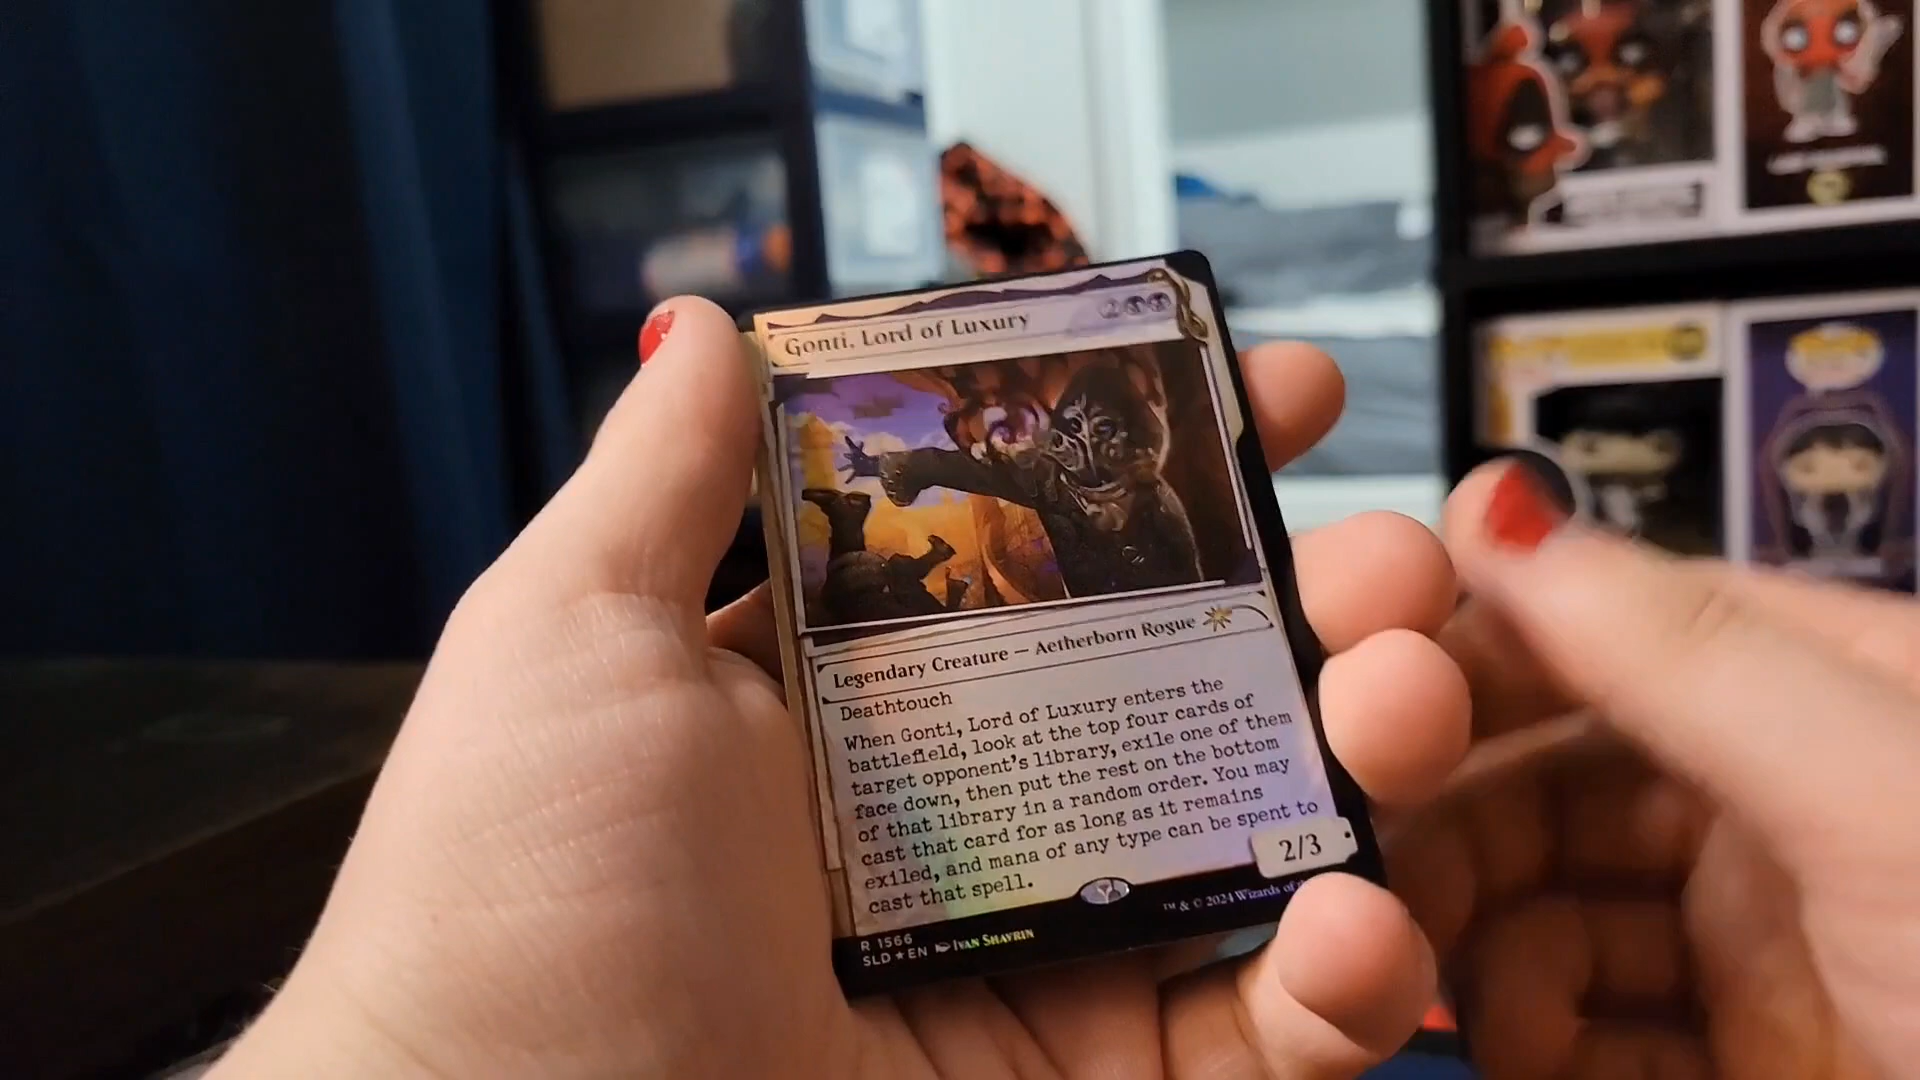 Gonti, Lord of Luxury 2
Legendary Creature — Aetherborn Rogue
Deathtouch
When Gonti, Lord of Luxury enters the
battlefield, look at the top four cards of
target opponent's library, exile one of them
face down, then put the rest on the bottom
of that library in a random order. You may
cast that card for as long as it remains
exiled, and mana of any type can be spent to
cast that spell.
2/3
R 1566
SLD★EN Ivan Shavrin
™ & © 2024 Wizards of